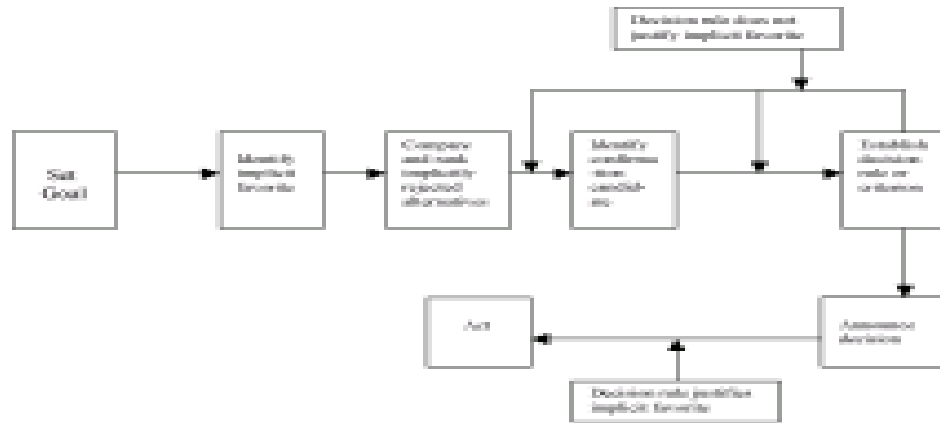 Decision rule does not
justify implicit favorite
Set
Goal
Identify
implicit
favorite
Compare
and rank
implicitly
rejected
alternatives
Identify
confirma
-tion
candid-
ate
Establish
decision
rule or
criterion
Act
Announce
decision
Decision rule justifies
implicit favorite